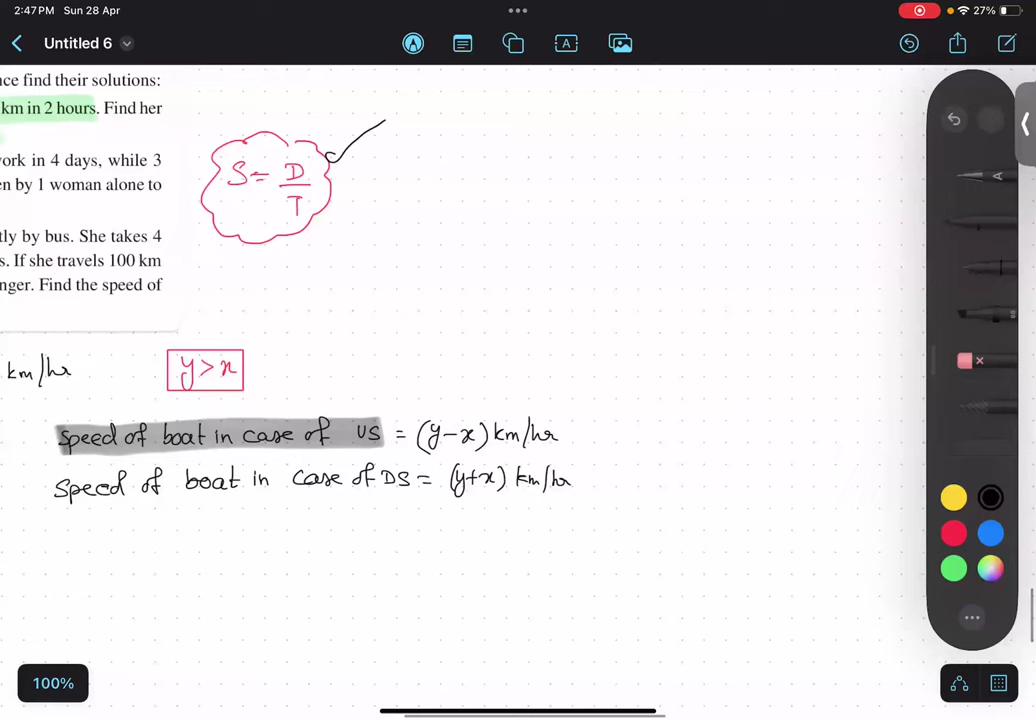 2:47PM Sun 28 Apr
27%
Untitled 6
A
nce find their solutions:
km in 2 hours. Find her
ork in 4 days, while 3
en by 1 woman alone to
tly by bus. She takes 4
s. If she travels 100 km
nger. Find the speed of
S = D/T
km/hr
y > x
speed of boat in case of US = (y-x) km/hr
speed of boat in case of DS = (y+x) km/hr
100%